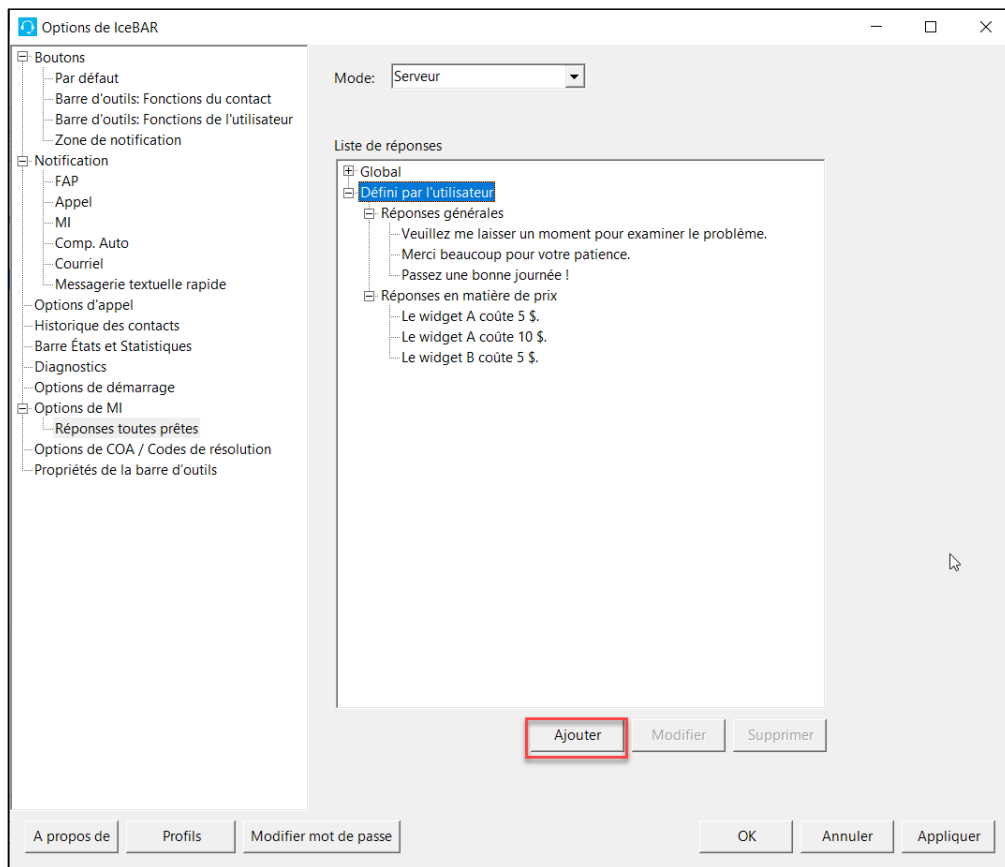 Options de IceBAR
Boutons
Par défaut
Barre d'outils: Fonctions du contact
Barre d'outils: Fonctions de l'utilisateur
Zone de notification
Notification
FAP
Appel
MI
Comp. Auto
Courriel
Messagerie textuelle rapide
Options d'appel
Historique des contacts
Barre États et Statistiques
Diagnostics
Options de démarrage
Options de MI
Réponses toutes prêtes
Options de COA / Codes de résolution
Propriétés de la barre d'outils
Mode: Serveur
Liste de réponses
Global
Défini par l'utilisateur
Réponses générales
Veuillez me laisser un moment pour examiner le problème.
Merci beaucoup pour votre patience.
Passez une bonne journée !
Réponses en matière de prix
Le widget A coûte 5 $.
Le widget A coûte 10 $.
Le widget B coûte 5 $.
Ajouter Modifier Supprimer
A propos de Profils Modifier mot de passe OK Annuler Appliquer